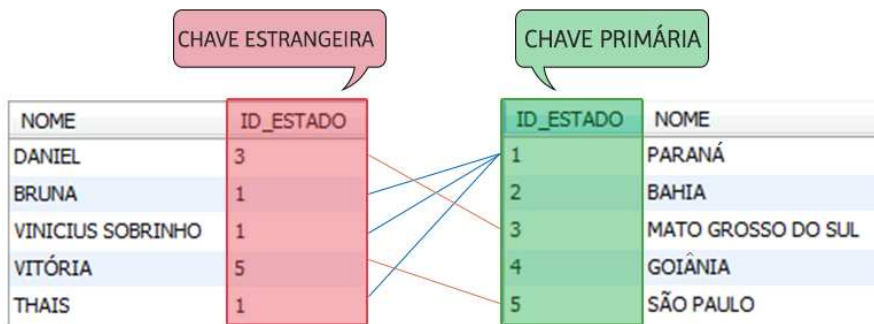 CHAVE ESTRANGEIRA
CHAVE PRIMÁRIA
NOME ID_ESTADO
DANIEL 3
BRUNA 1
VINICIUS SOBRINHO 1
VITÓRIA 5
THAIS 1
ID_ESTADO NOME
1 PARANÁ
2 BAHIA
3 MATO GROSSO DO SUL
4 GOIÂNIA
5 SÃO PAULO